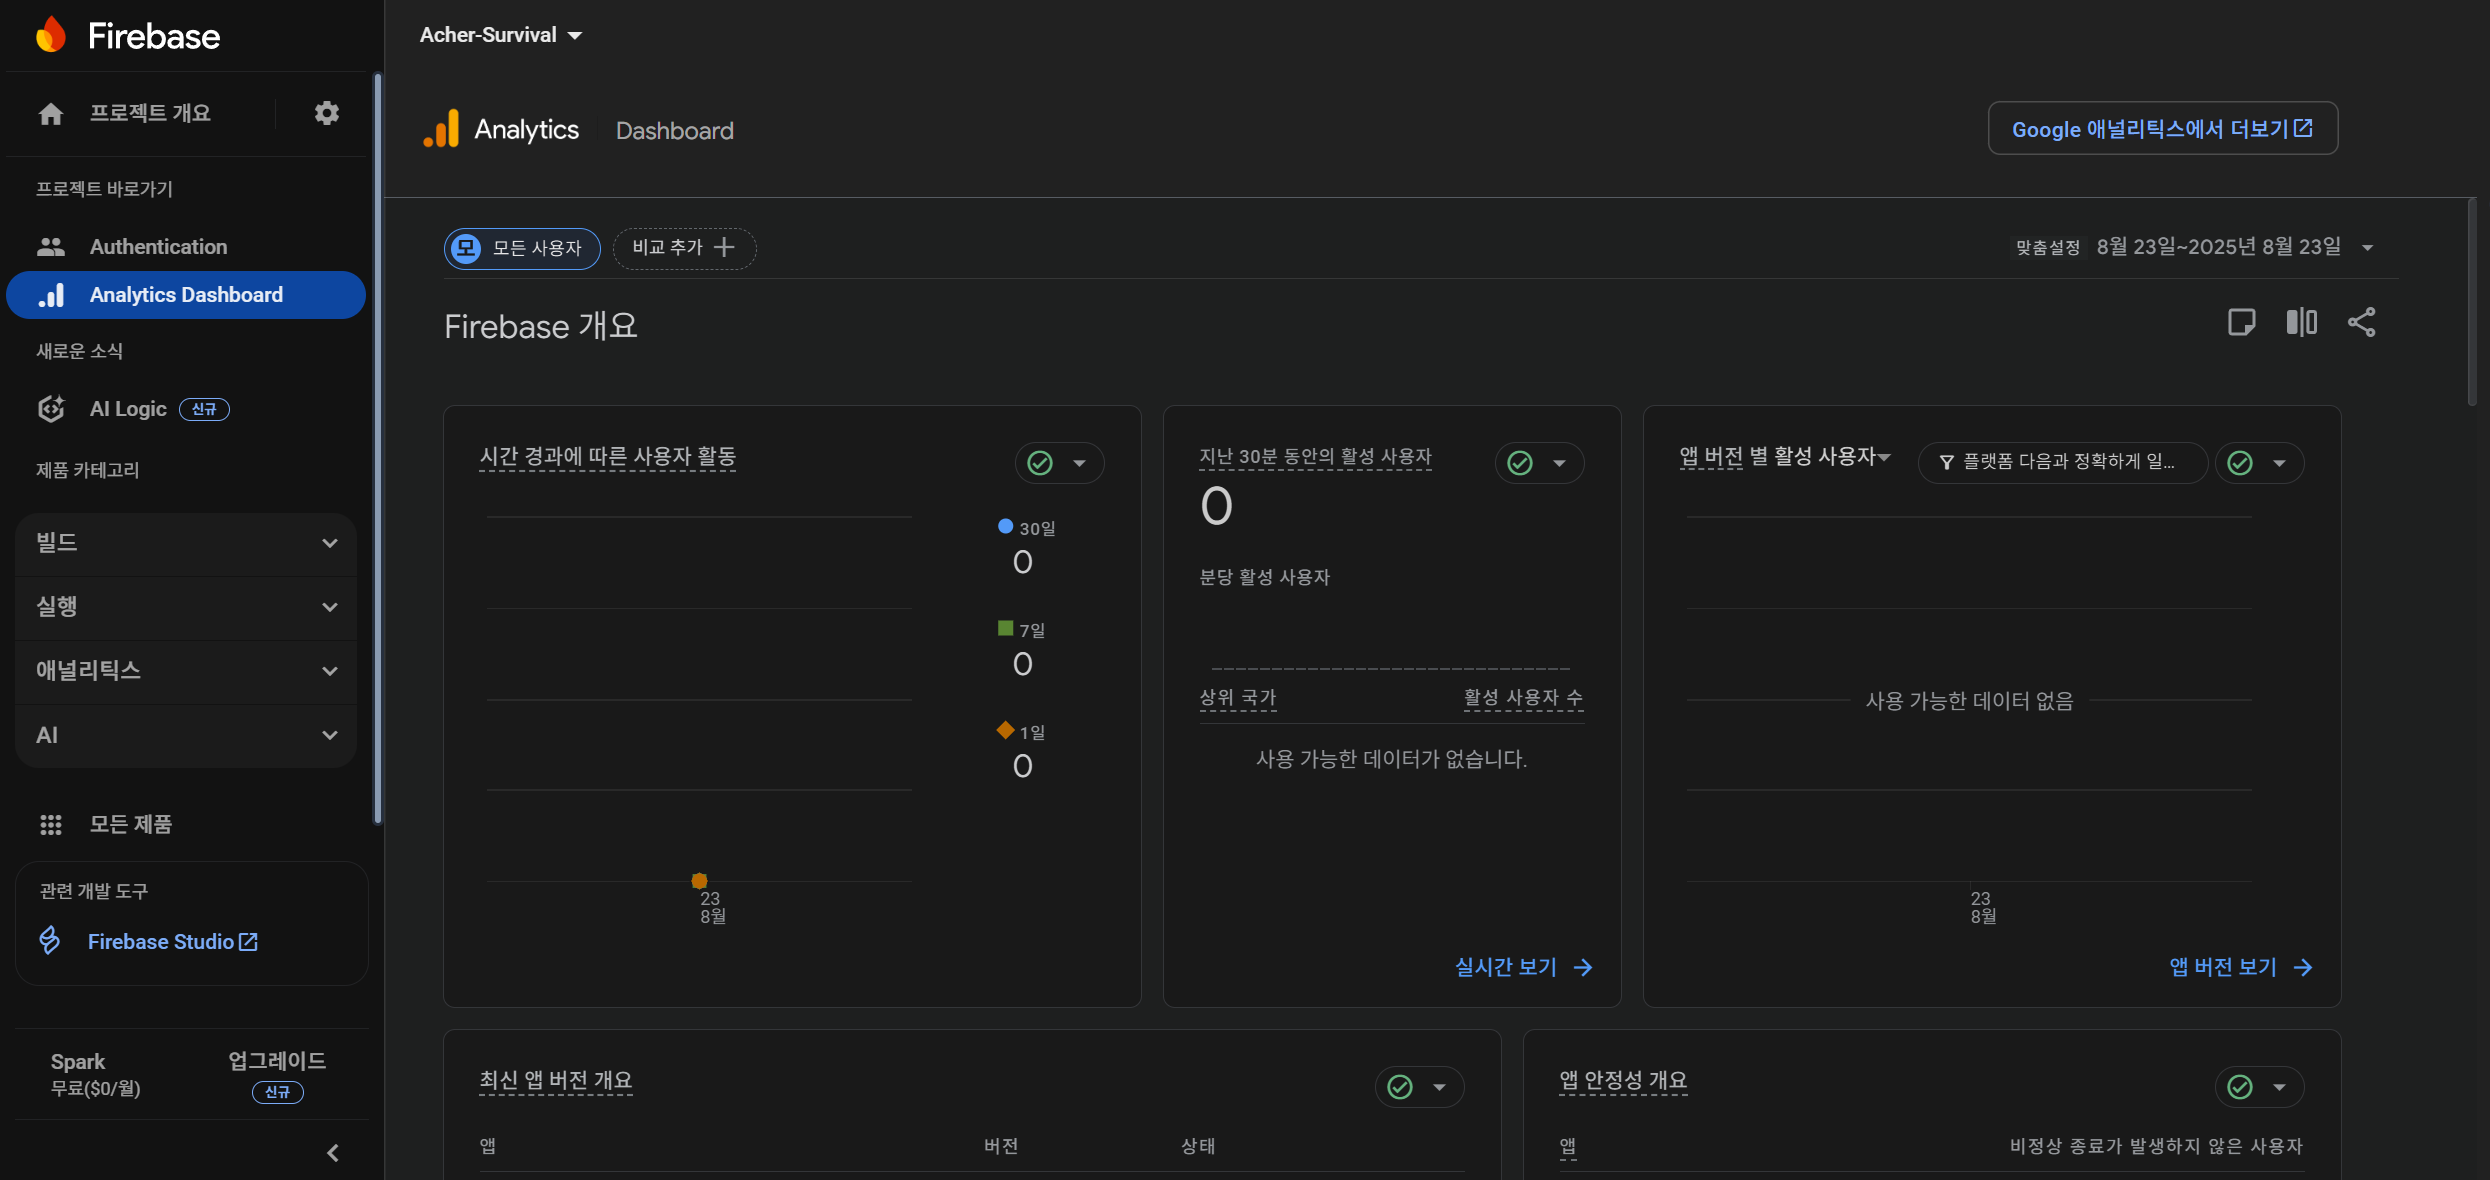 Firebase
프로젝트 개요
프로젝트 바로가기
Authentication
Analytics Dashboard
새로운 소식
AI Logic 신규
제품 카테고리
빌드
실행
애널리틱스
AI
모든 제품
관련 개발 도구
Firebase Studio
Spark
무료($0/월)
업그레이드
신규
Acher-Survival
Analytics Dashboard
Google 애널리틱스에서 더보기
모 모든 사용자
비교 추가
맞춤설정 8월 23일~2025년 8월 23일
Firebase 개요
시간 경과에 따른 사용자 활동
30일
0
7일
0
1일
0
23
8월
지난 30분 동안의 활성 사용자
0
분당 활성 사용자
상위 국가 활성 사용자 수
사용 가능한 데이터가 없습니다.
실시간 보기
앱 버전 별 활성 사용자
플랫폼 다음과 정확하게 일...
사용 가능한 데이터 없음
23
8월
앱 버전 보기
최신 앱 버전 개요
앱 버전 상태
앱 안정성 개요
앱 비정상 종료가 발생하지 않은 사용자